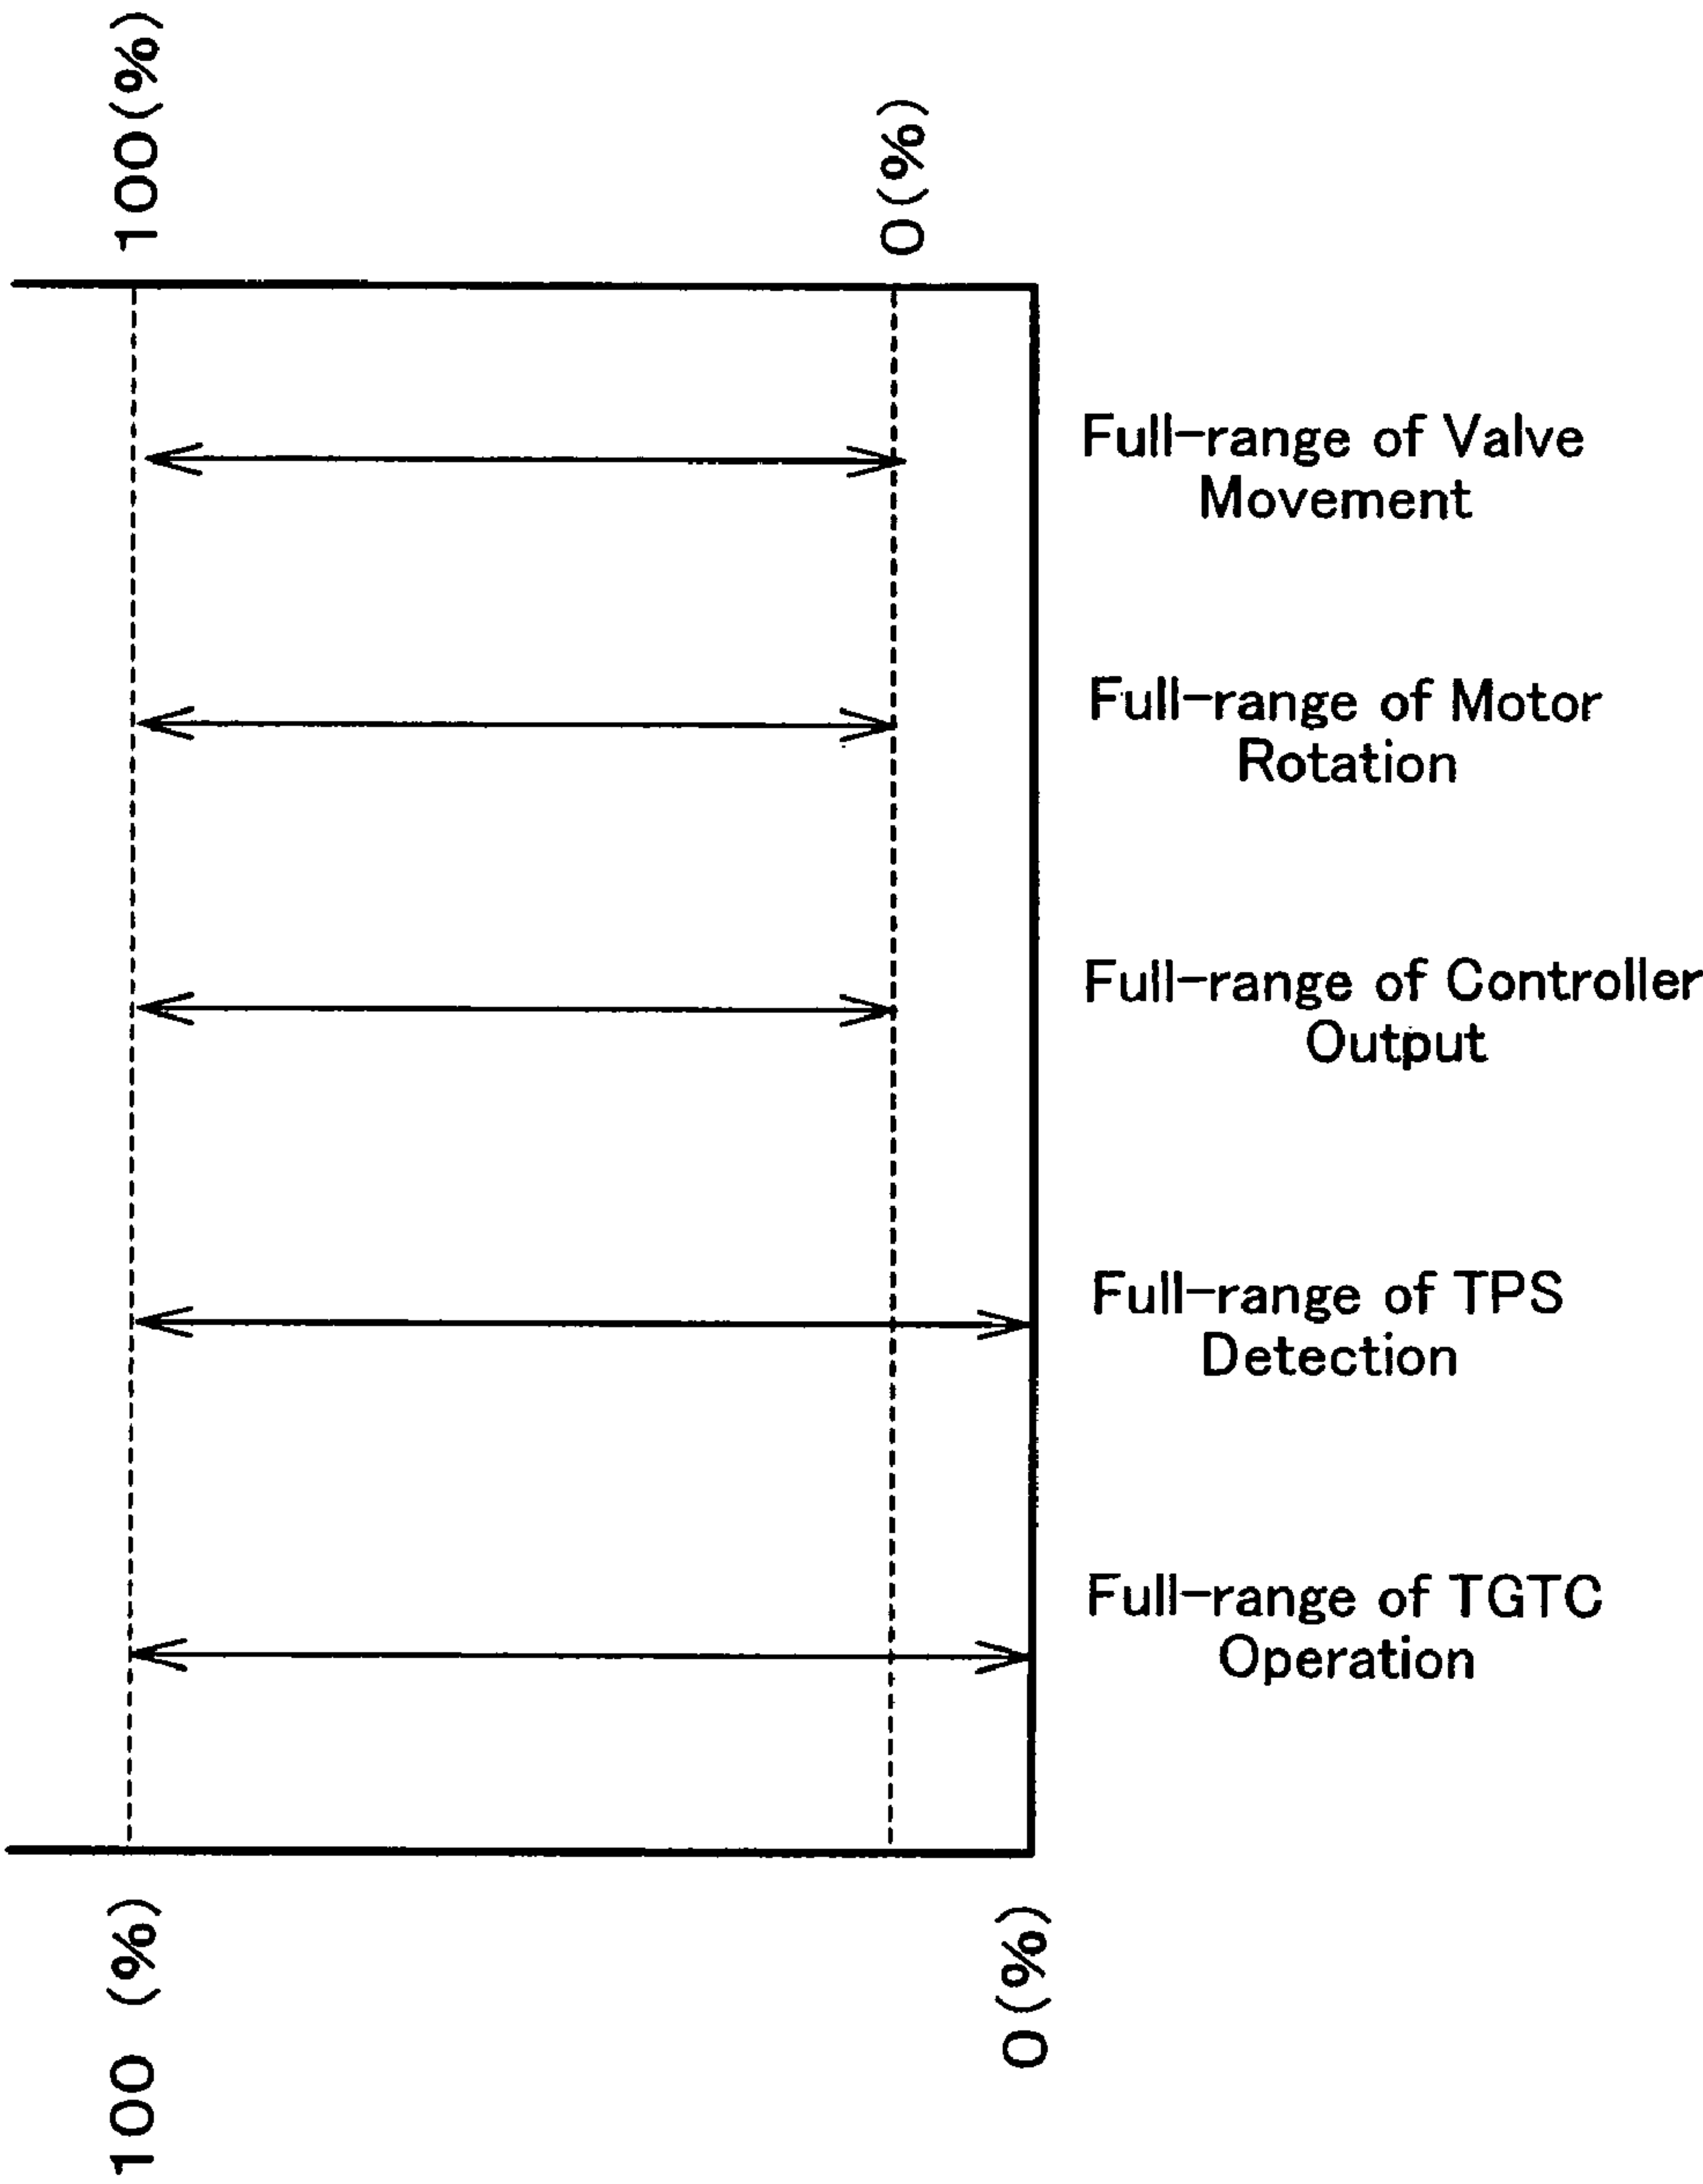 100(%)
0(%)
Full-range of Valve
Movement
Full-range of Motor
Rotation
Full-range of Controller
Output
Full-range of TPS
Detection
Full-range of TGTC
Operation
100 (%)
0(%)